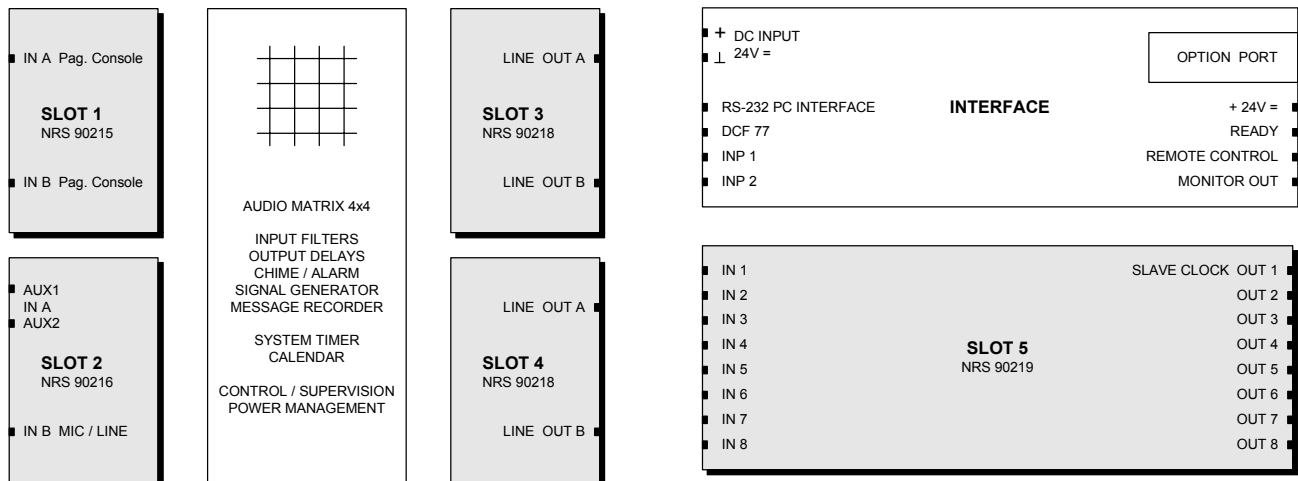 IN A Pag. Console
SLOT 1
NRS 90215
IN B Pag. Console
AUX1
IN A
AUX2
SLOT 2
NRS 90216
IN B MIC / LINE
AUDIO MATRIX 4x4
INPUT FILTERS
OUTPUT DELAYS
CHIME / ALARM
SIGNAL GENERATOR
MESSAGE RECORDER
SYSTEM TIMER
CALENDAR
CONTROL / SUPERVISION
POWER MANAGEMENT
LINE OUT A
SLOT 3
NRS 90218
LINE OUT B
LINE OUT A
SLOT 4
NRS 90218
LINE OUT B
+ DC INPUT
⊥ 24V =
OPTION PORT
RS-232 PC INTERFACE
INTERFACE
+ 24V =
DCF 77
READY
INP 1
REMOTE CONTROL
INP 2
MONITOR OUT
IN 1
SLAVE CLOCK OUT 1
IN 2
OUT 2
IN 3
OUT 3
IN 4
OUT 4
SLOT 5
NRS 90219
IN 5
OUT 5
IN 6
OUT 6
IN 7
OUT 7
IN 8
OUT 8